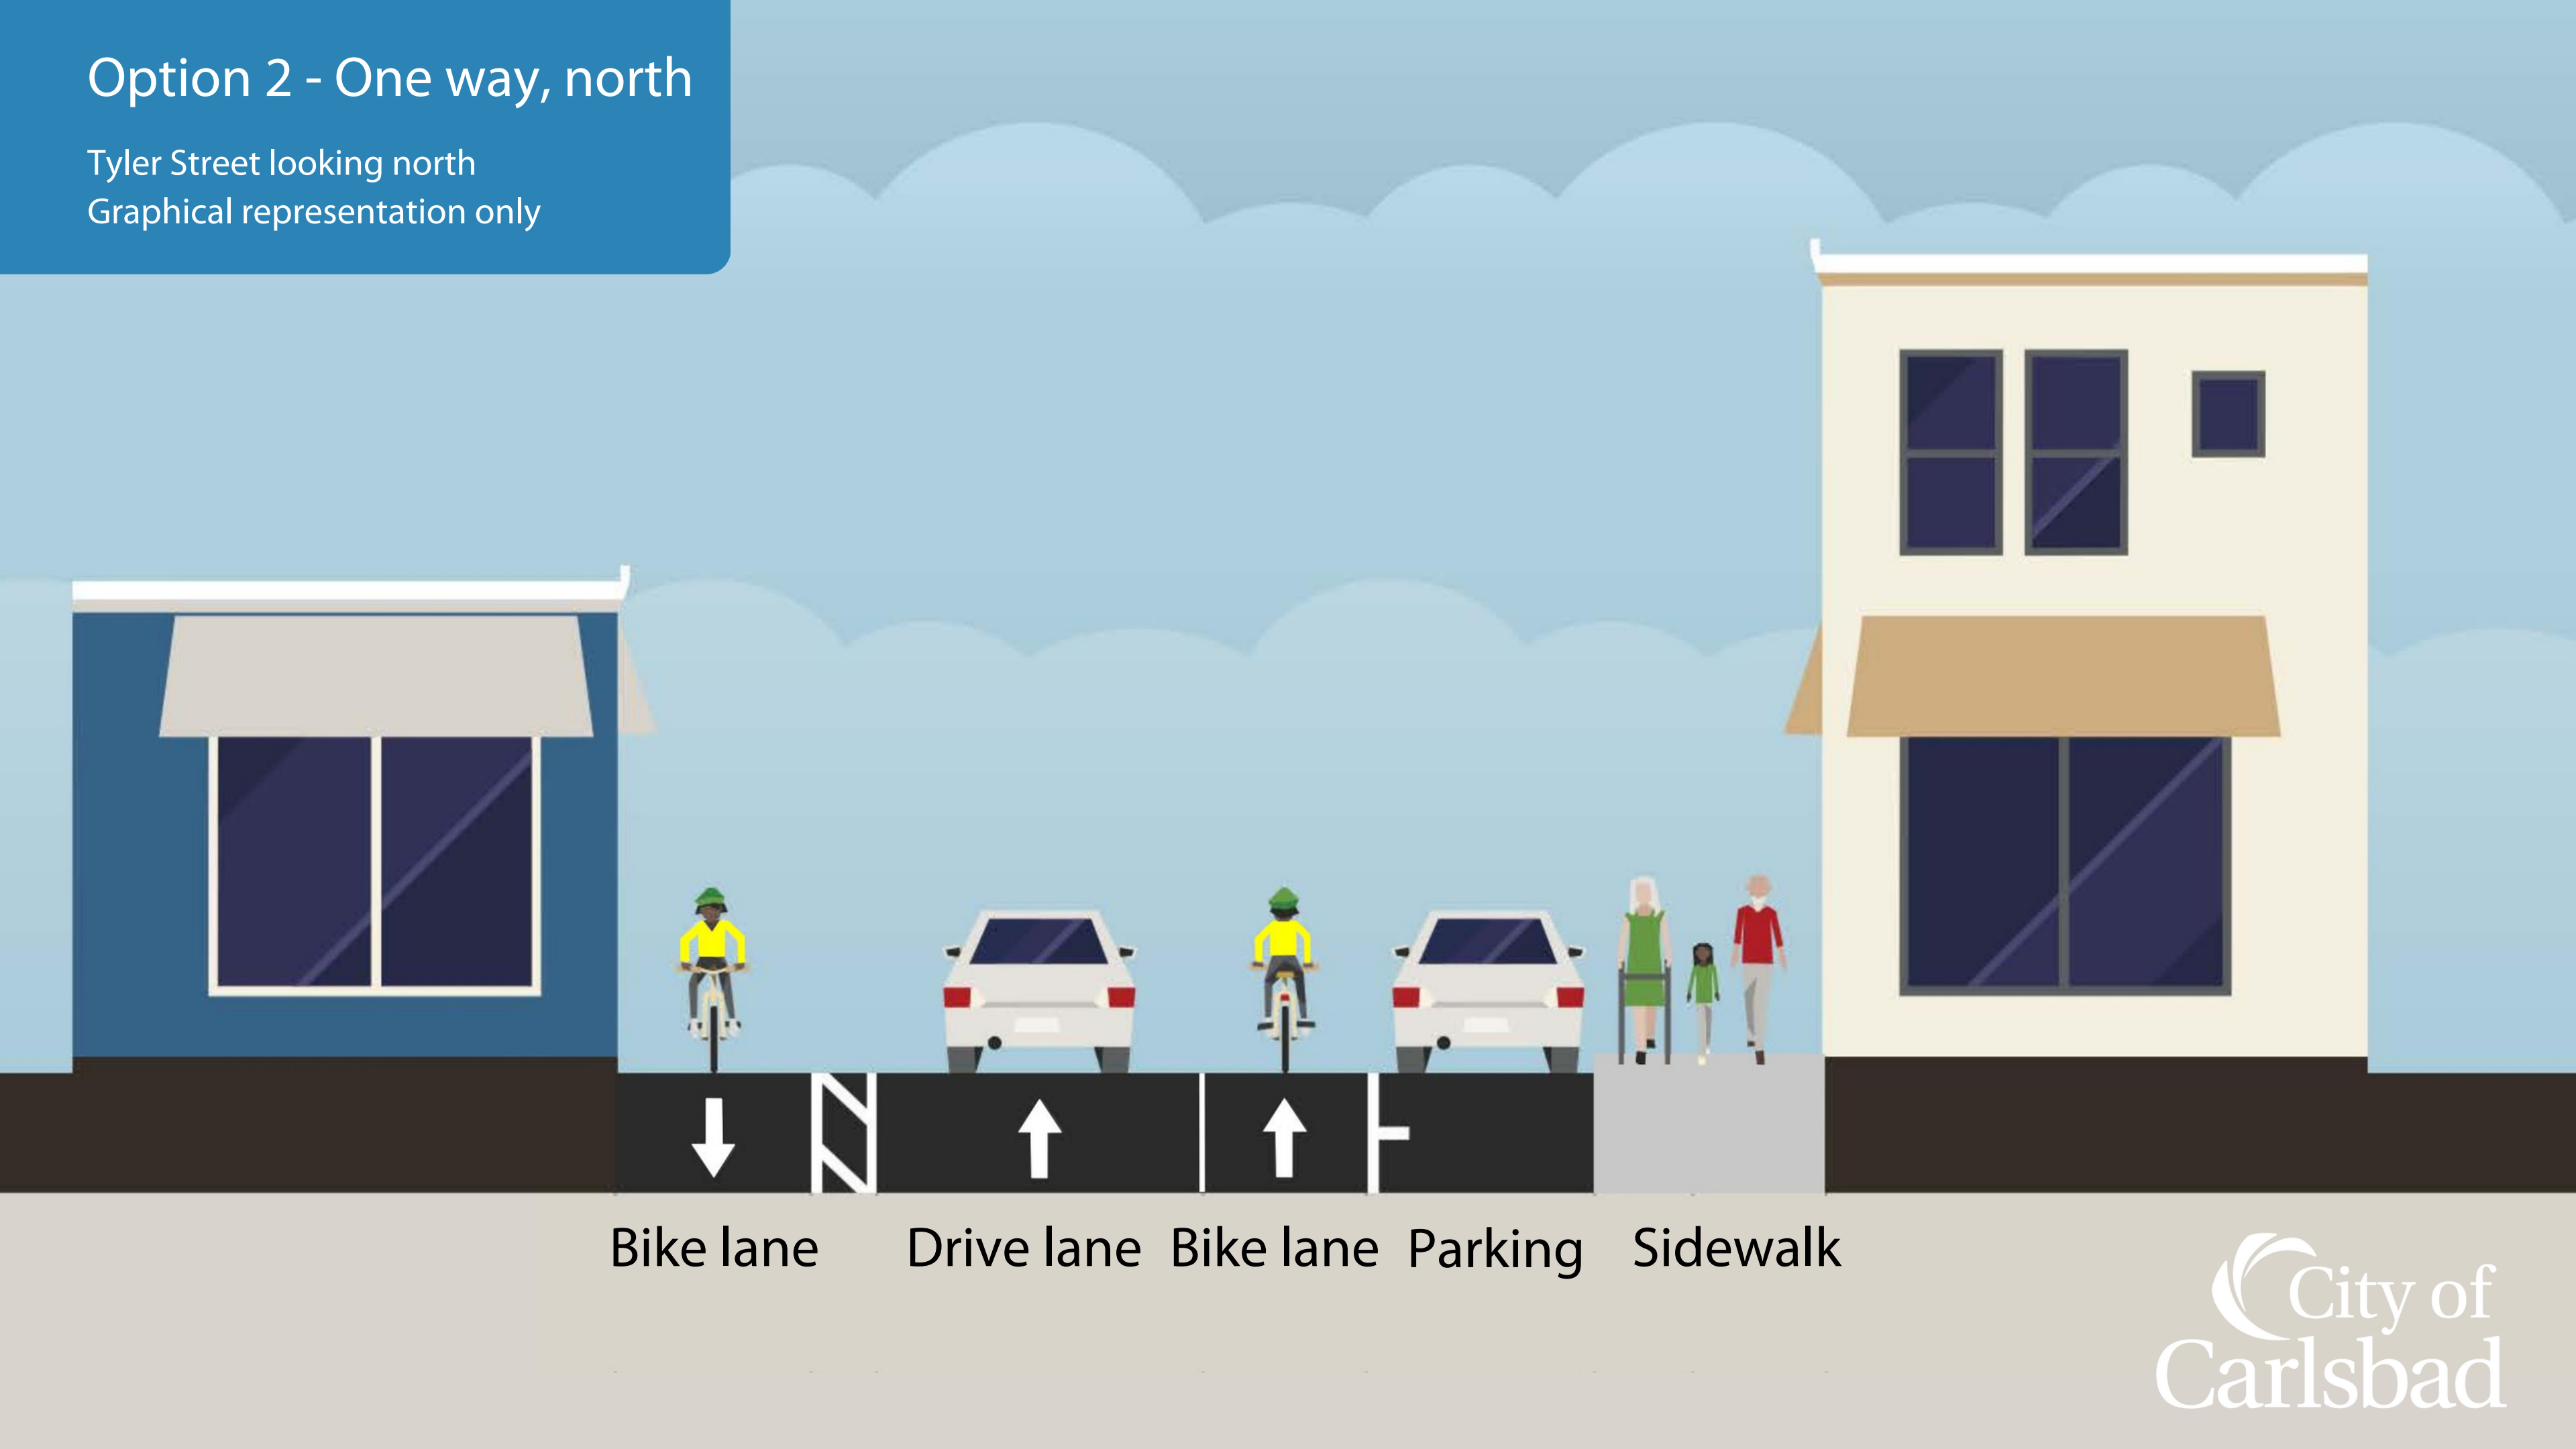 Option 2 - One way, north
Tyler Street looking north
Graphical representation only
Bike lane
Drive lane
Bike lane
Parking
Sidewalk
City of
Carlsbad